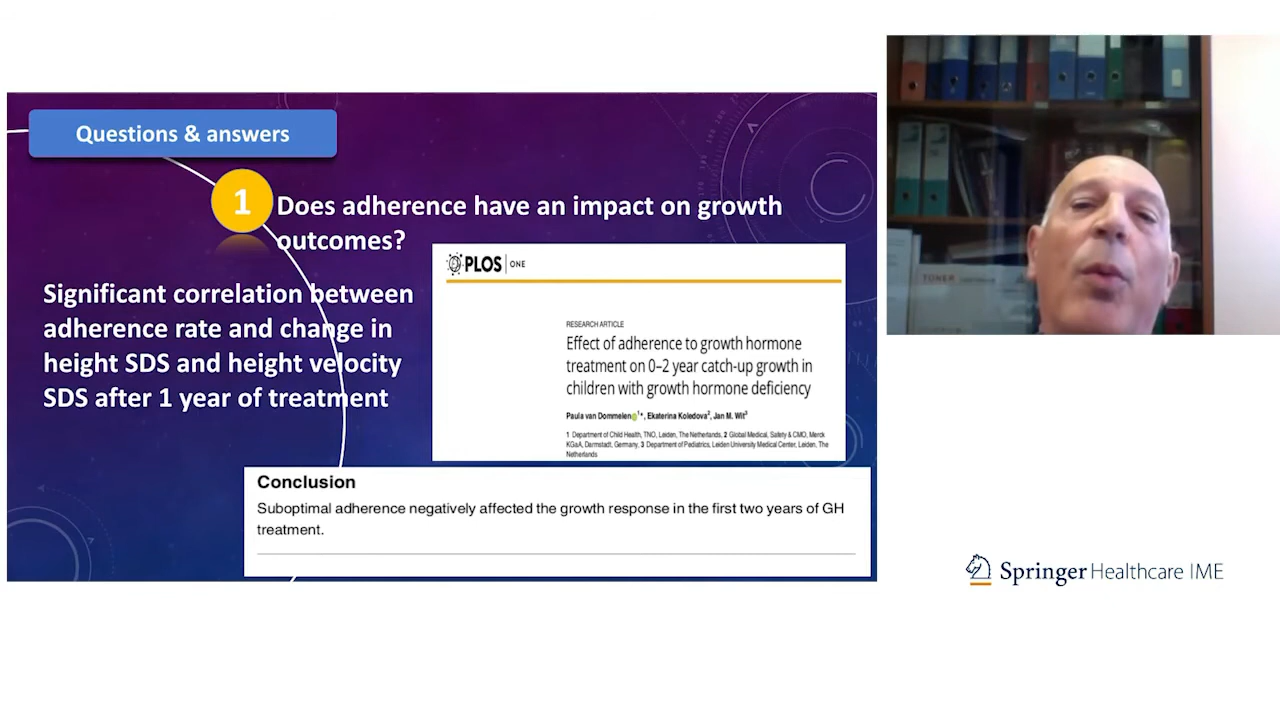 Questions & answers
1
Does adherence have an impact on growth
outcomes?
Significant correlation between
adherence rate and change in
height SDS and height velocity
SDS after 1 year of treatment
PLOS ONE
RESEARCH ARTICLE
Effect of adherence to growth hormone
treatment on 0–2 year catch-up growth in
children with growth hormone deficiency
Paula van Dommelen1*, Ekaterina Koledova2, Jan M. Wit3
1 Department of Child Health, TNO, Leiden, The Netherlands, 2 Global Medical, Safety & CMO, Merck
KGaA, Darmstadt, Germany, 3 Department of Pediatrics, Leiden University Medical Center, Leiden, The
Netherlands
Conclusion
Suboptimal adherence negatively affected the growth response in the first two years of GH
treatment.
TONER
Springer Healthcare IME